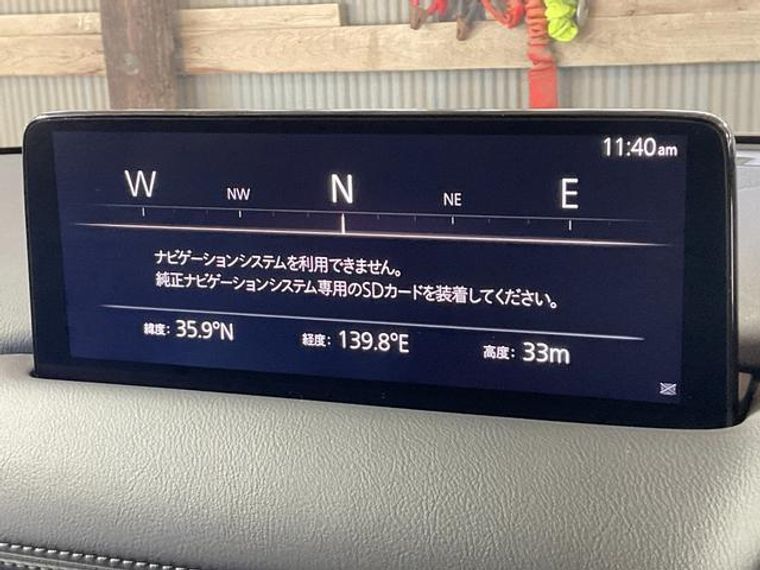 11:40am
W NW N NE E
ナビゲーションシステムを利用できません。
純正ナビゲーションシステム専用のSDカードを装着してください。
緯度: 35.9°N 経度: 139.8°E 高度: 33m